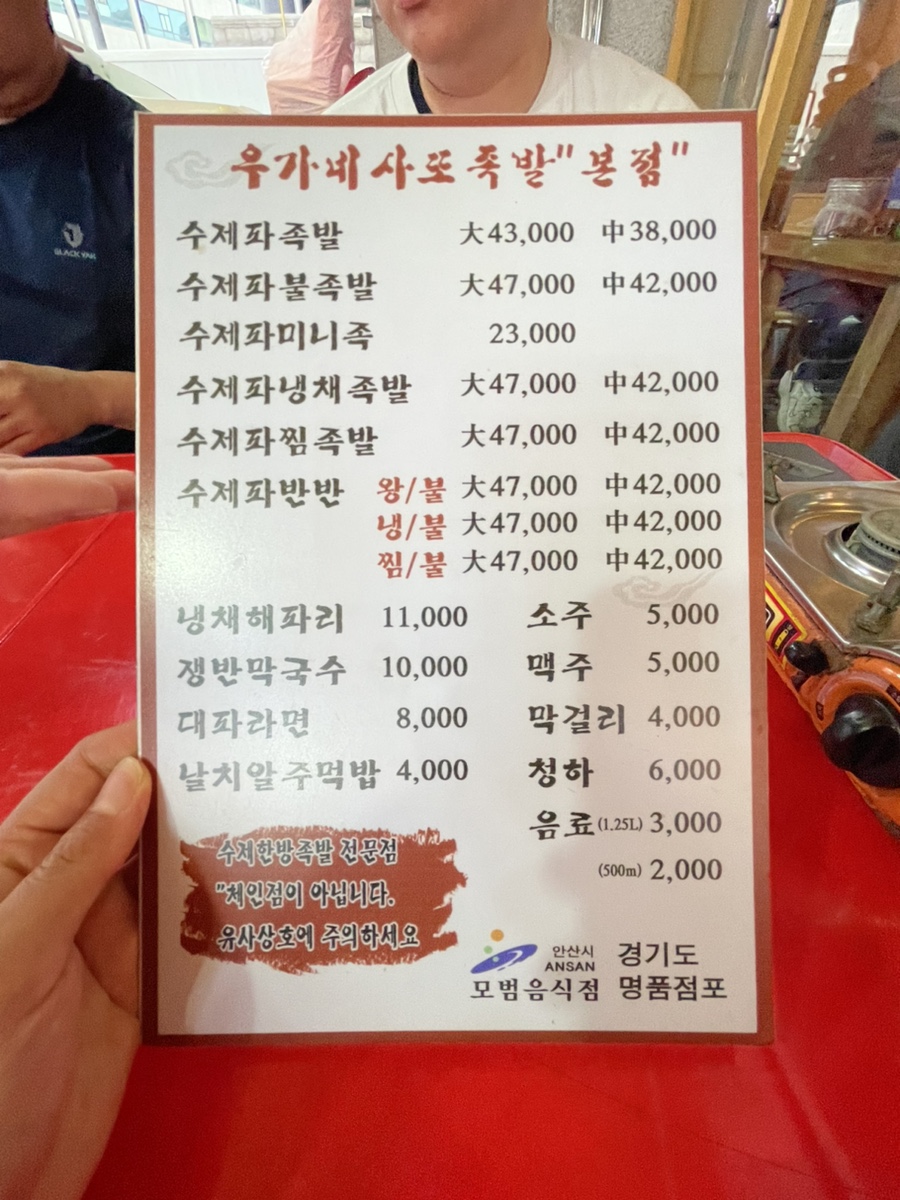 우가네 사또 족발" 본점"
수제파족발 大43,000 中38,000
수제파불족발 大47,000 中42,000
수제파미니족 23,000
수제파냉채족발 大47,000 中42,000
수제파찜족발 大47,000 中42,000
수제파반반 왕/불 大47,000 中42,000
냉/불 大47,000 中42,000
찜/불 大47,000 中42,000
냉채해파리 11,000
쟁반막국수 10,000
대파라면 8,000
날치알주먹밥 4,000
소주 5,000
맥주 5,000
막걸리 4,000
청하 6,000
음료(1.25L) 3,000
(500m) 2,000
수제한방족발 전문점
"체인점이 아닙니다.
유사상호에 주의하세요
안산시
ANSAN
모범음식점
경기도
명품점포
BLACK YAK